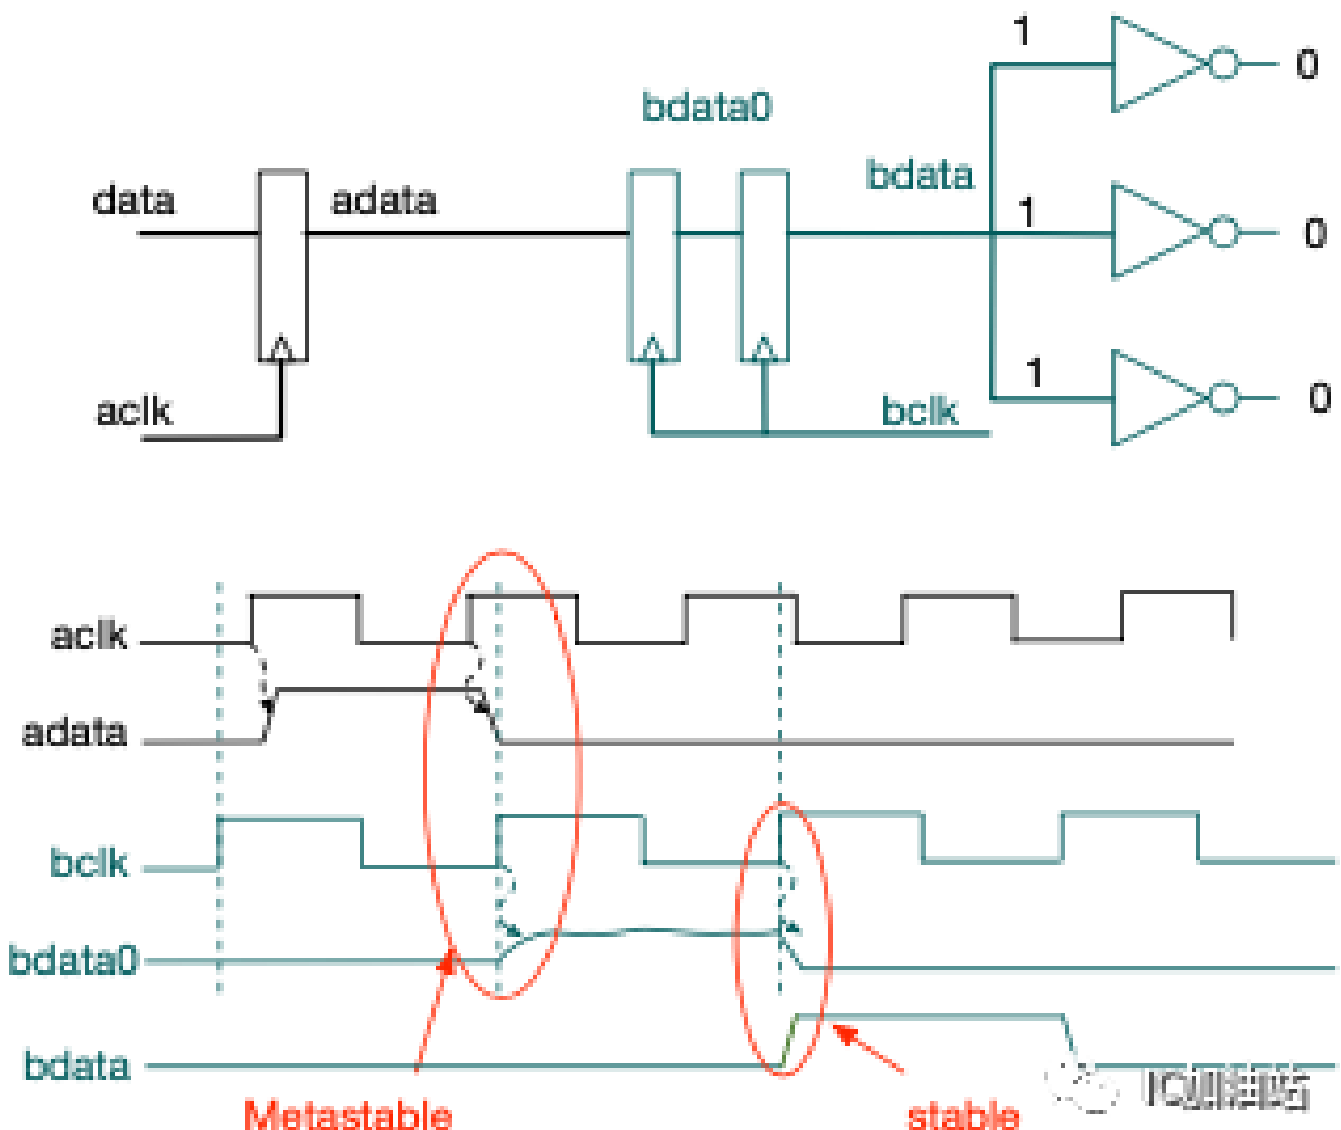 1
0
bdata0
data
adata
bdata
1
0
1
0
aclk
bclk
aclk
adata
bclk
bdata0
bdata
Metastable
stable